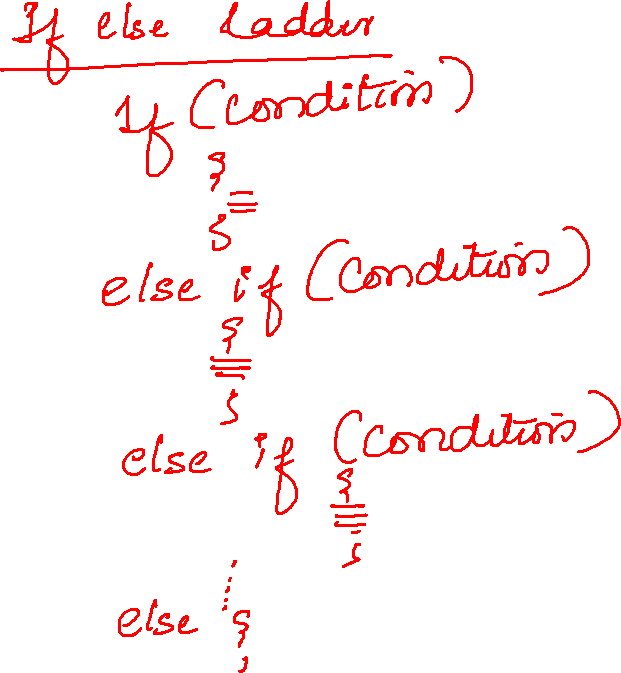 If else Ladder
If (condition)
{
}
else if (condition)
{
}
else if (condition)
{
}
else {
}